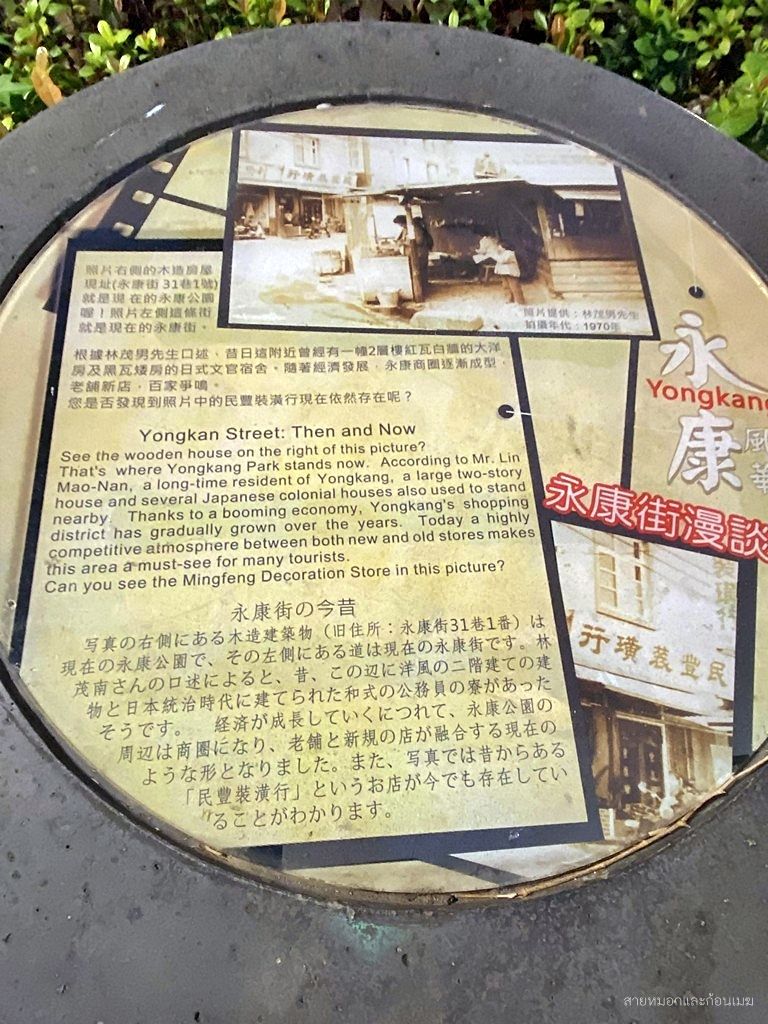 民豐裝潢行
照片提供：林茂男先生
拍攝年代：1970年
照片右側的木造房屋
現址(永康街31巷1號)
就是現在的永康公園
喔！照片左側這條街
就是現在的永康街。
根據林茂男先生口述，昔日這附近曾經有一幢2層樓紅瓦白牆的大洋
房及黑瓦矮房的日式文官宿舍。隨著經濟發展，永康商圈逐漸成型，
老舖新店，百家爭鳴。
您是否發現到照片中的民豐裝潢行現在依然存在呢？
Yongkan Street: Then and Now
See the wooden house on the right of this picture?
That's where Yongkang Park stands now. According to Mr. Lin
Mao-Nan, a long-time resident of Yongkang, a large two-story
house and several Japanese colonial houses also used to stand
nearby. Thanks to a booming economy, Yongkang's shopping
district has gradually grown over the years. Today a highly
competitive atmosphere between both new and old stores makes
this area a must-see for many tourists.
Can you see the Mingfeng Decoration Store in this picture?
永康街の今昔
写真の右側にある木造建築物（旧住所：永康街31巷1番）は
現在の永康公園で、その左側にある道は現在の永康街です。林
茂南さんの口述によると、昔、この辺に洋風の二階建ての建
物と日本統治時代に建てられた和式の公務員の寮があった
そうです。 経済が成長していくにつれて、永康公園の
周辺は商圏になり、老舗と新規の店が融合する現在の
ような形となりました。また、写真では昔からある
「民豐裝潢行」というお店が今でも存在してい
ることがわかります。
永康
Yongkang
風華
永康街漫談
民豐裝潢行
สายหมอกและก้อนเมฆ